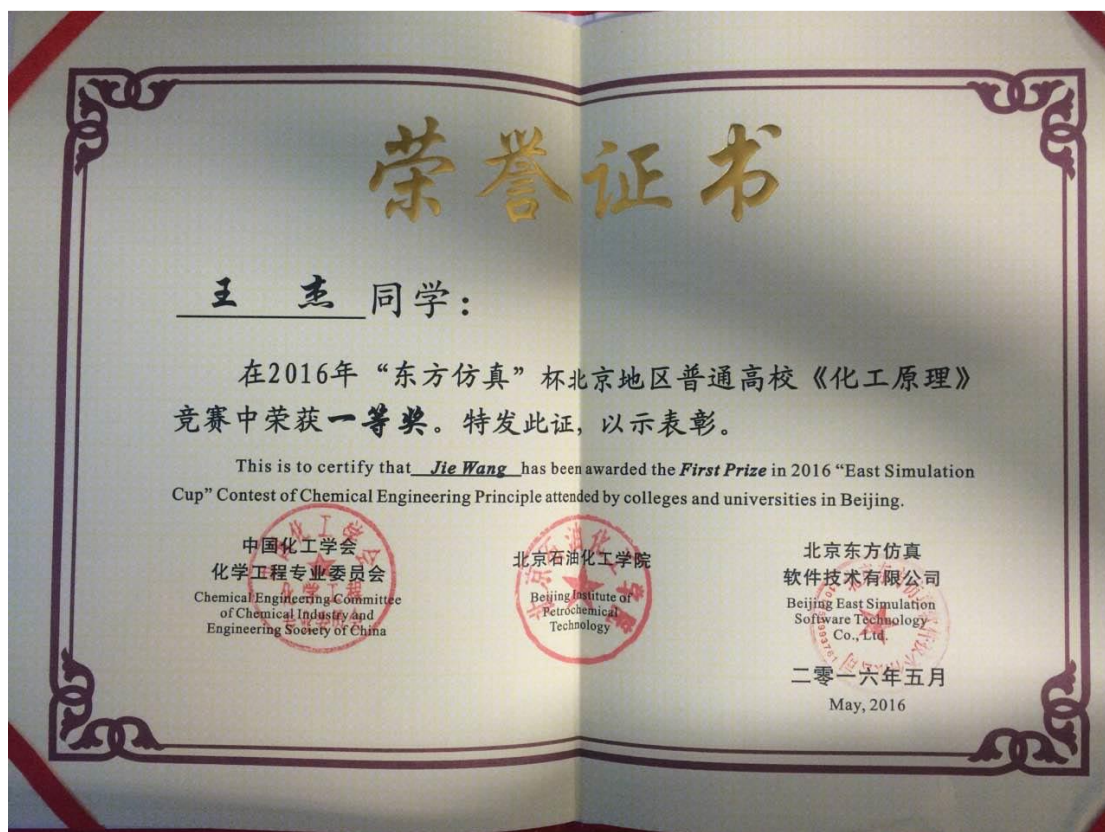 荣誉证书
王 杰 同学：
在2016年“东方仿真”杯北京地区普通高校《化工原理》
竞赛中荣获一等奖。特发此证，以示表彰。
This is to certify that Jie Wang has been awarded the First Prize in 2016 “East Simulation
Cup” Contest of Chemical Engineering Principle attended by colleges and universities in Beijing.
中国化工学会
化学工程专业委员会
Chemical Engineering Committee
of Chemical Industry and
Engineering Society of China
北京石油化工学院
Beijing Institute of
Petrochemical
Technology
北京东方仿真
软件技术有限公司
Beijing East Simulation
Software Technology
Co., Ltd.
二零一六年五月
May, 2016